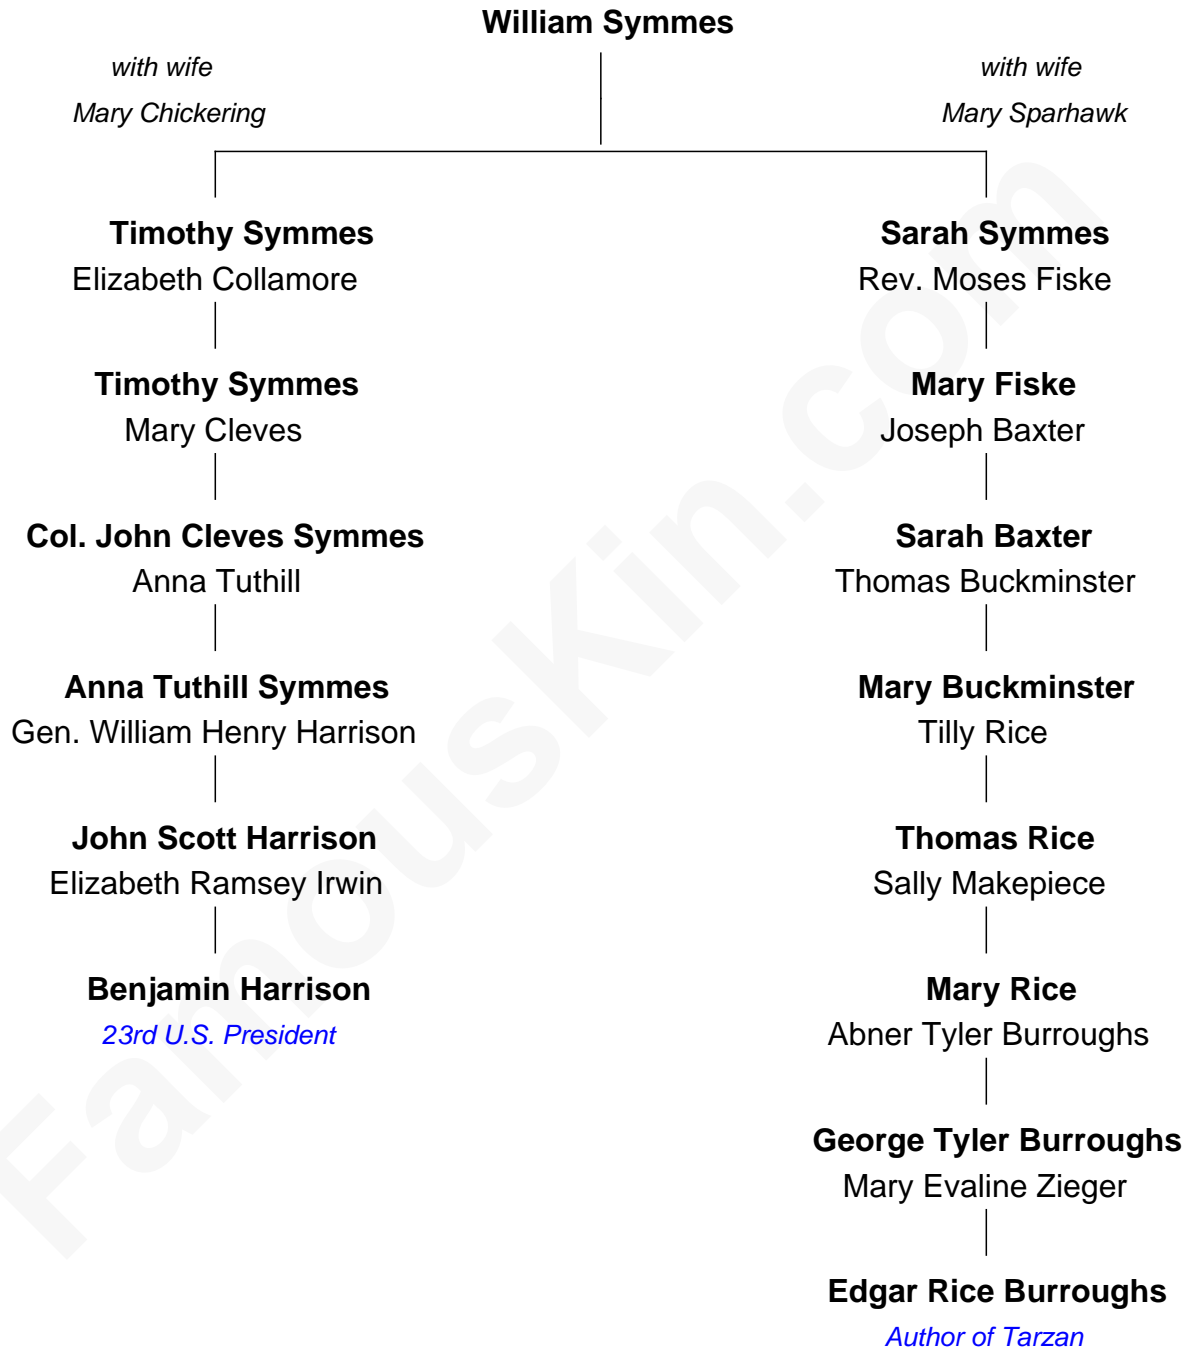 William Symmes
with wife
Mary Chickering
with wife
Mary Sparhawk
Timothy Symmes
Elizabeth Collamore
Sarah Symmes
Rev. Moses Fiske
Timothy Symmes
Mary Cleves
Mary Fiske
Joseph Baxter
Col. John Cleves Symmes
Anna Tuthill
Sarah Baxter
Thomas Buckminster
Anna Tuthill Symmes
Gen. William Henry Harrison
Mary Buckminster
Tilly Rice
John Scott Harrison
Elizabeth Ramsey Irwin
Thomas Rice
Sally Makepiece
Benjamin Harrison
23rd U.S. President
Mary Rice
Abner Tyler Burroughs
George Tyler Burroughs
Mary Evaline Zieger
Edgar Rice Burroughs
Author of Tarzan
FamousKin.com